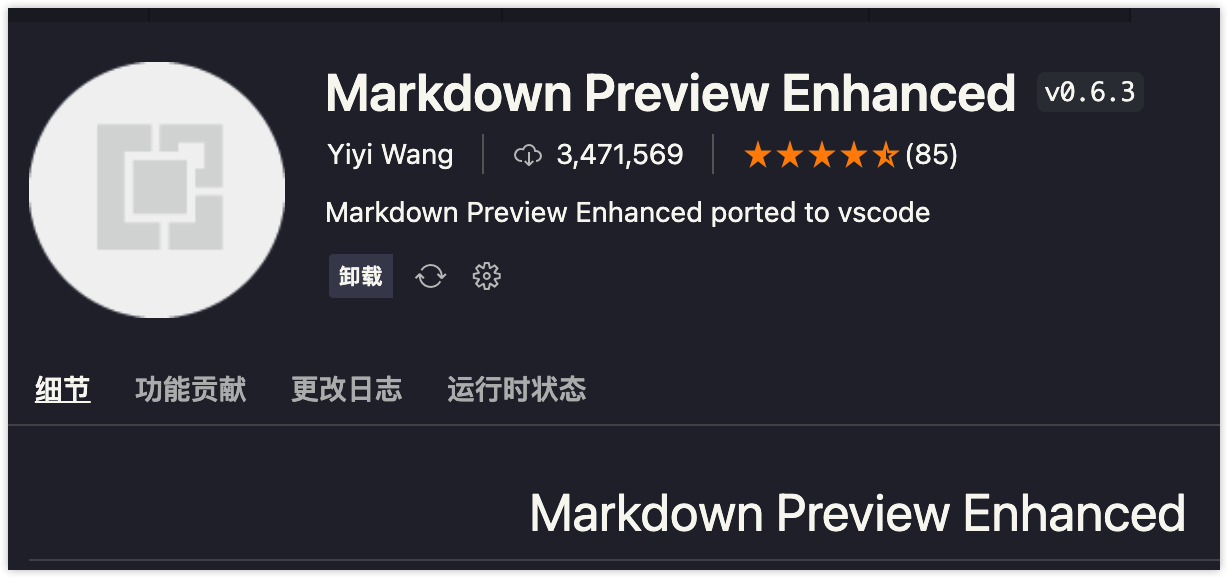 Markdown Preview Enhanced v0.6.3
Yiyi Wang 3,471,569 (85)
Markdown Preview Enhanced ported to vscode
卸载
细节 功能贡献 更改日志 运行时状态
Markdown Preview Enhanced